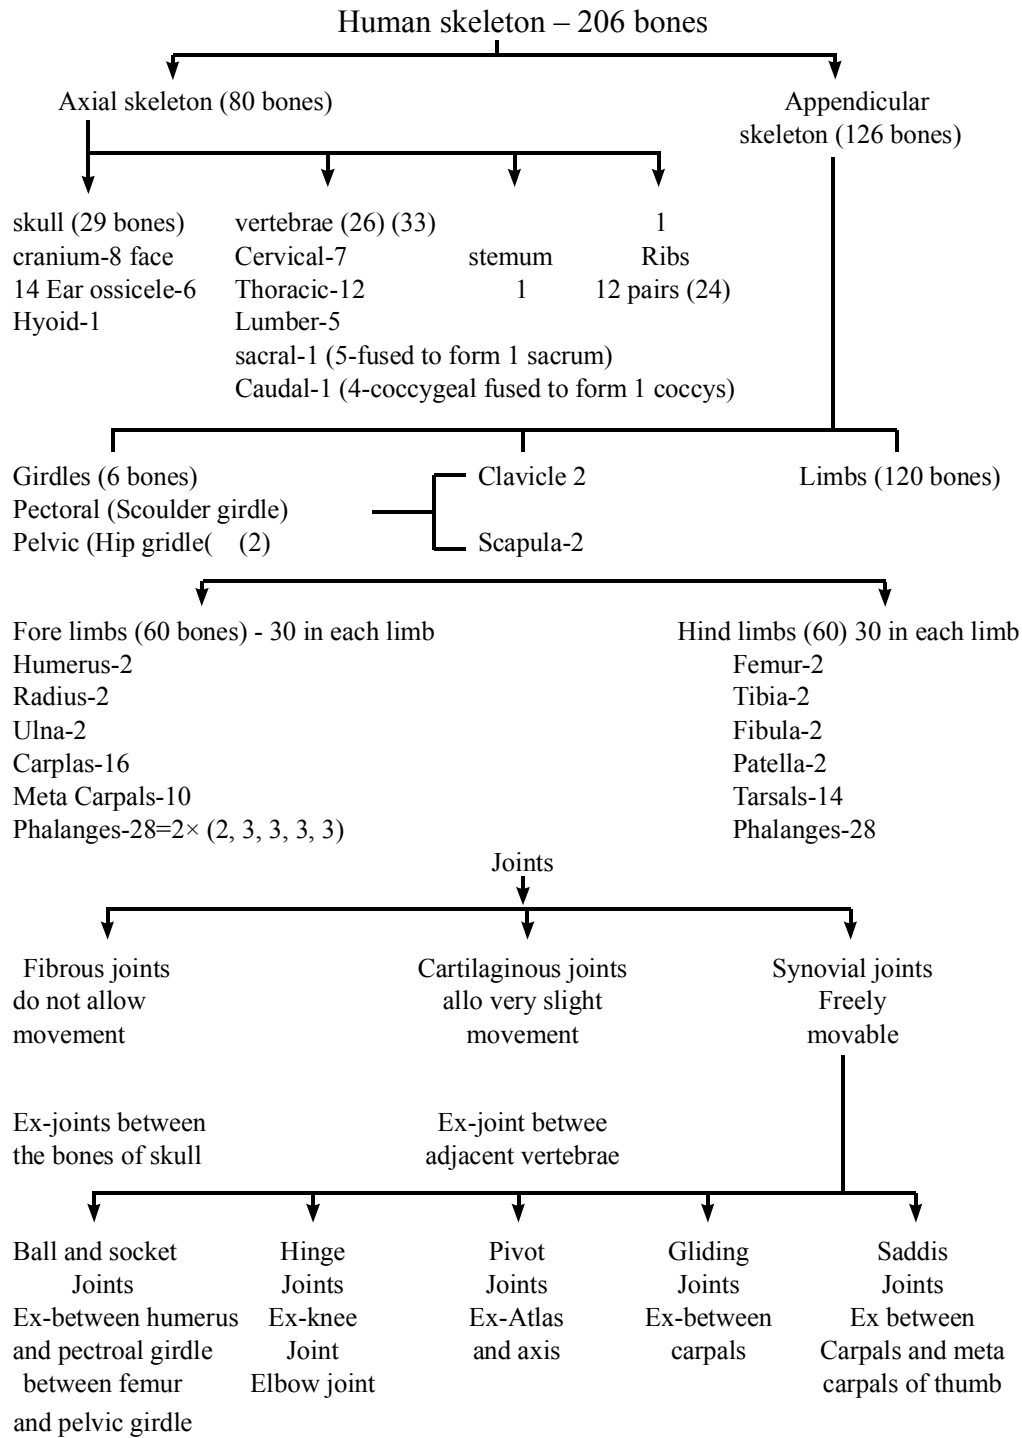 Human skeleton – 206 bones
Axial skeleton (80 bones)
Appendicular
skeleton (126 bones)
skull (29 bones)
cranium-8 face
14 Ear ossicele-6
Hyoid-1
vertebrae (26) (33)
Cervical-7
Thoracic-12
Lumber-5
sacral-1 (5-fused to form 1 sacrum)
Caudal-1 (4-coccygeal fused to form 1 coccys)
stemum
1
1
Ribs
12 pairs (24)
Girdles (6 bones)
Pectoral (Scoulder girdle)
Pelvic (Hip gridle( (2)
Clavicle 2
Scapula-2
Limbs (120 bones)
Fore limbs (60 bones) - 30 in each limb
Humerus-2
Radius-2
Ulna-2
Carplas-16
Meta Carpals-10
Phalanges-28=2× (2, 3, 3, 3, 3)
Hind limbs (60) 30 in each limb
Femur-2
Tibia-2
Fibula-2
Patella-2
Tarsals-14
Phalanges-28
Joints
Fibrous joints
do not allow
movement
Cartilaginous joints
allo very slight
movement
Synovial joints
Freely
movable
Ex-joints between
the bones of skull
Ex-joint betwee
adjacent vertebrae
Ball and socket
Joints
Ex-between humerus
and pectroal girdle
between femur
and pelvic girdle
Hinge
Joints
Ex-knee
Joint
Elbow joint
Pivot
Joints
Ex-Atlas
and axis
Gliding
Joints
Ex-between
carpals
Saddis
Joints
Ex between
Carpals and meta
carpals of thumb